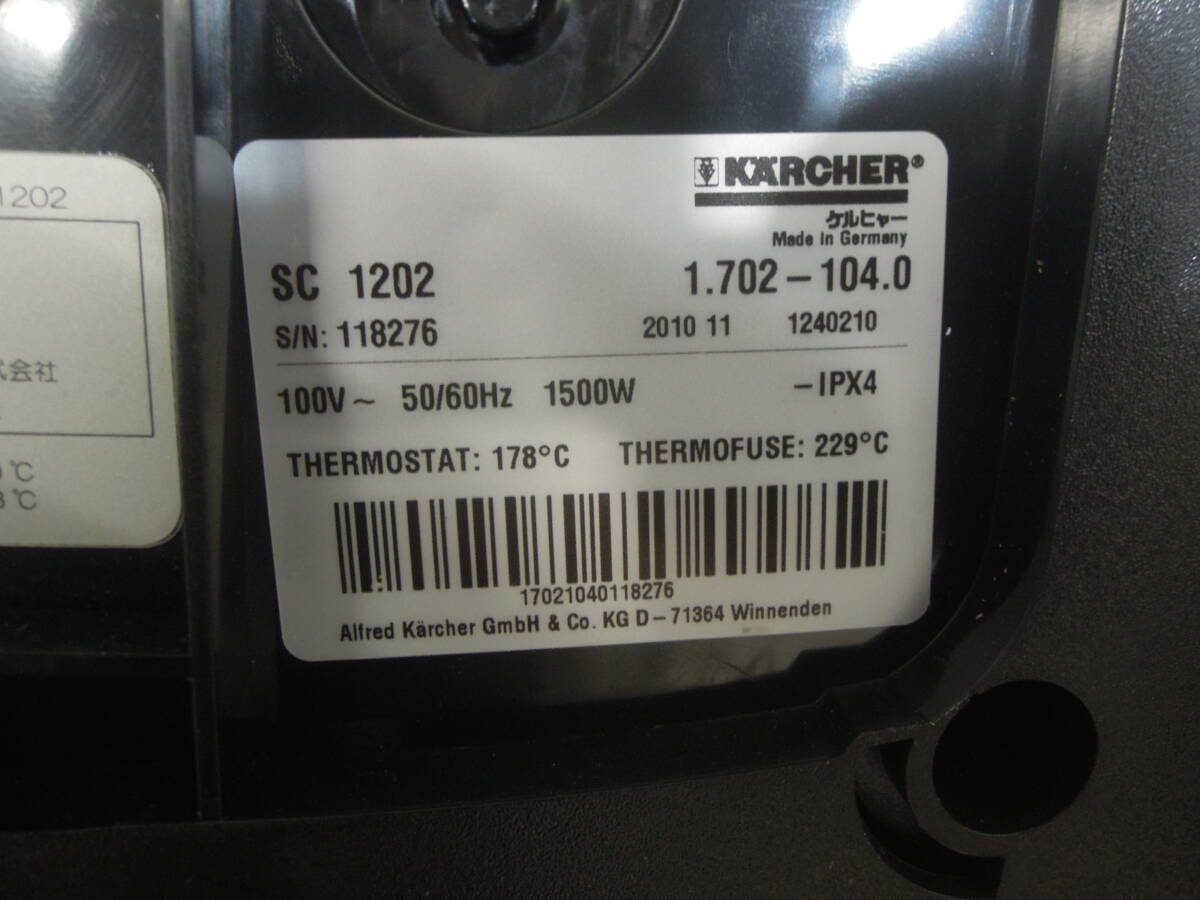 1202
式会社
℃
8℃
KÄRCHER®
ケルヒャー
Made in Germany
SC 1202 1.702-104.0
S/N: 118276 2010 11 1240210
100V ~ 50/60Hz 1500W -IPX4
THERMOSTAT: 178°C THERMOFUSE: 229°C
17021040118276
Alfred Kärcher GmbH & Co. KG D-71364 Winnenden